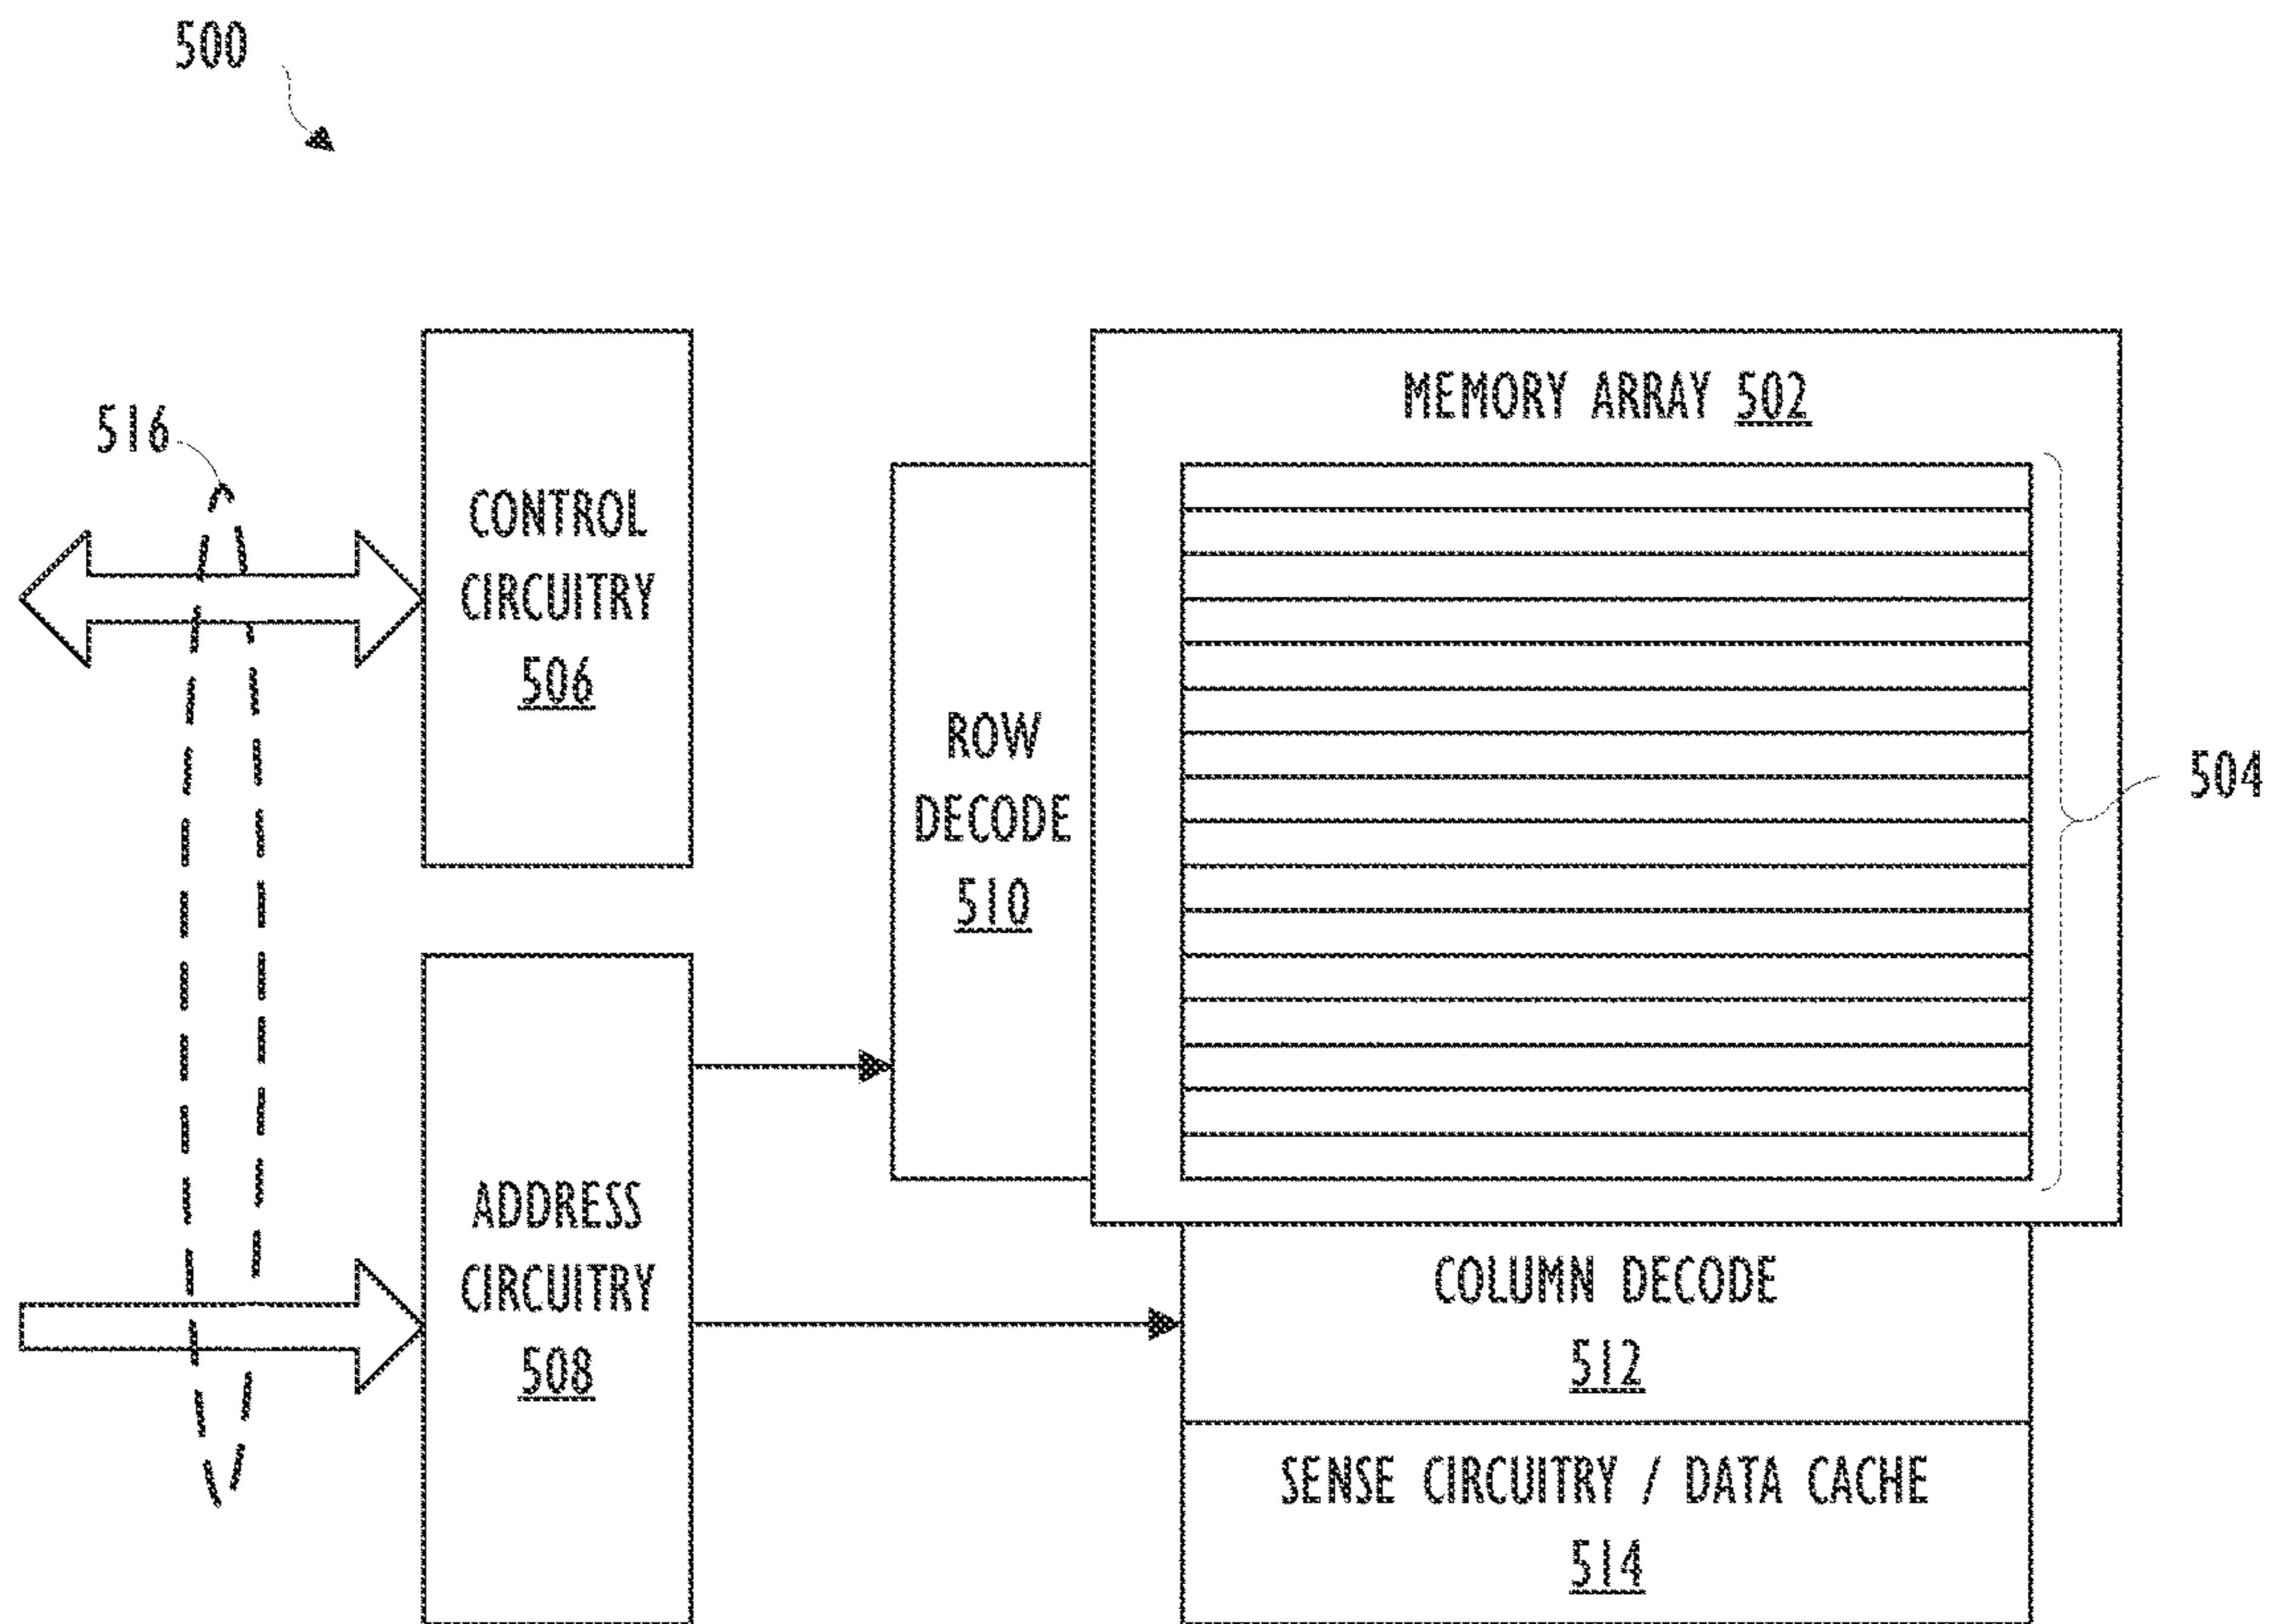 500
516
CONTROL
CIRCUITRY
506
MEMORY ARRAY 502
ROW
DECODE
510
504
ADDRESS
CIRCUITRY
508
COLUMN DECODE
512
SENSE CIRCUITRY / DATA CACHE
514